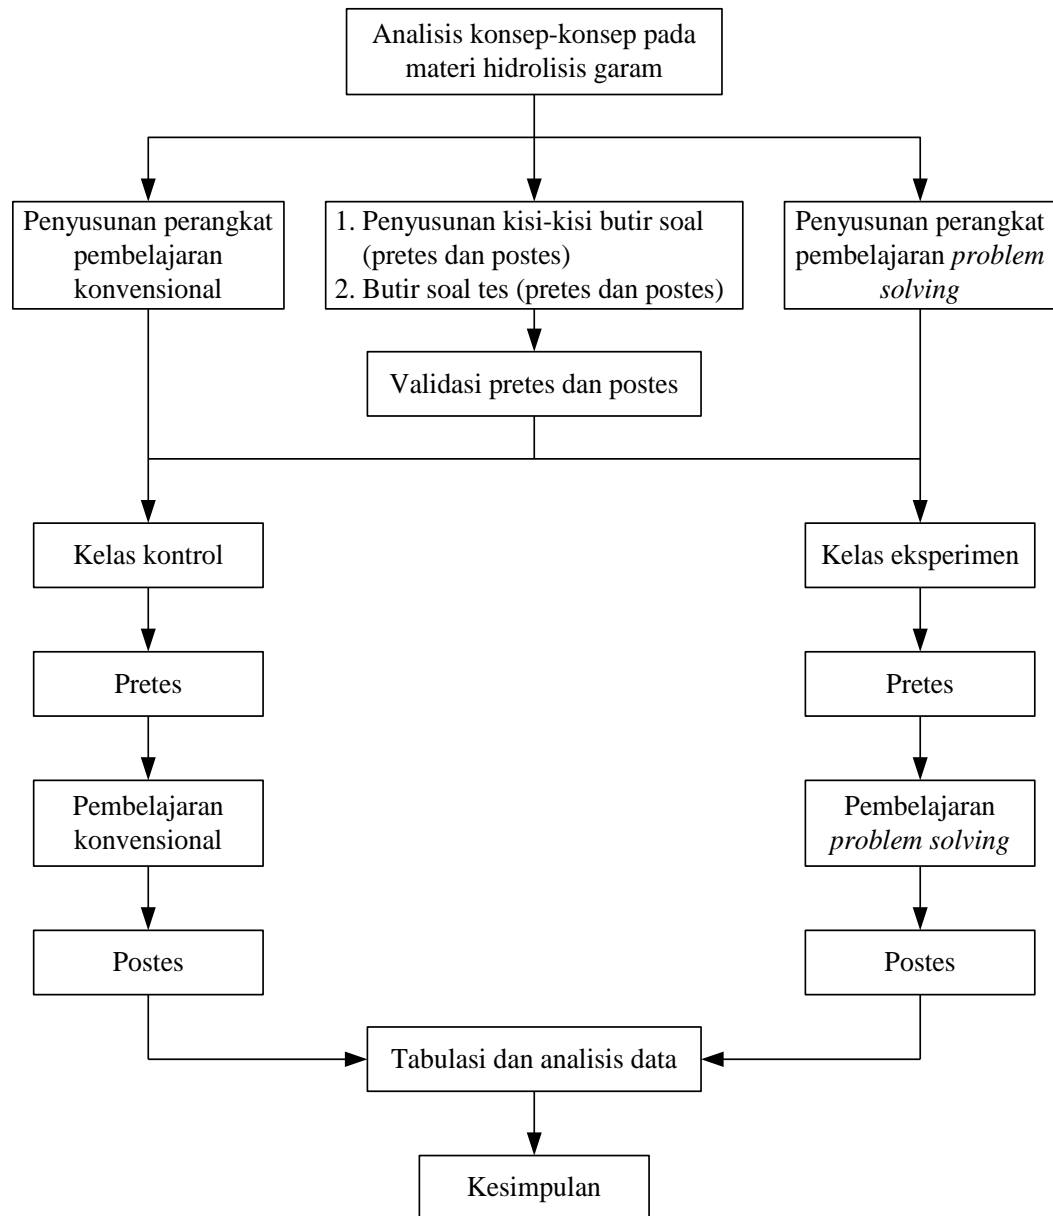 Analisis konsep-konsep pada
materi hidrolisis garam
Penyusunan perangkat
pembelajaran
konvensional
1. Penyusunan kisi-kisi butir soal
(pretes dan postes)
2. Butir soal tes (pretes dan postes)
Penyusunan perangkat
pembelajaran problem
solving
Validasi pretes dan postes
Kelas kontrol
Kelas eksperimen
Pretes
Pretes
Pembelajaran
konvensional
Pembelajaran
problem solving
Postes
Postes
Tabulasi dan analisis data
Kesimpulan